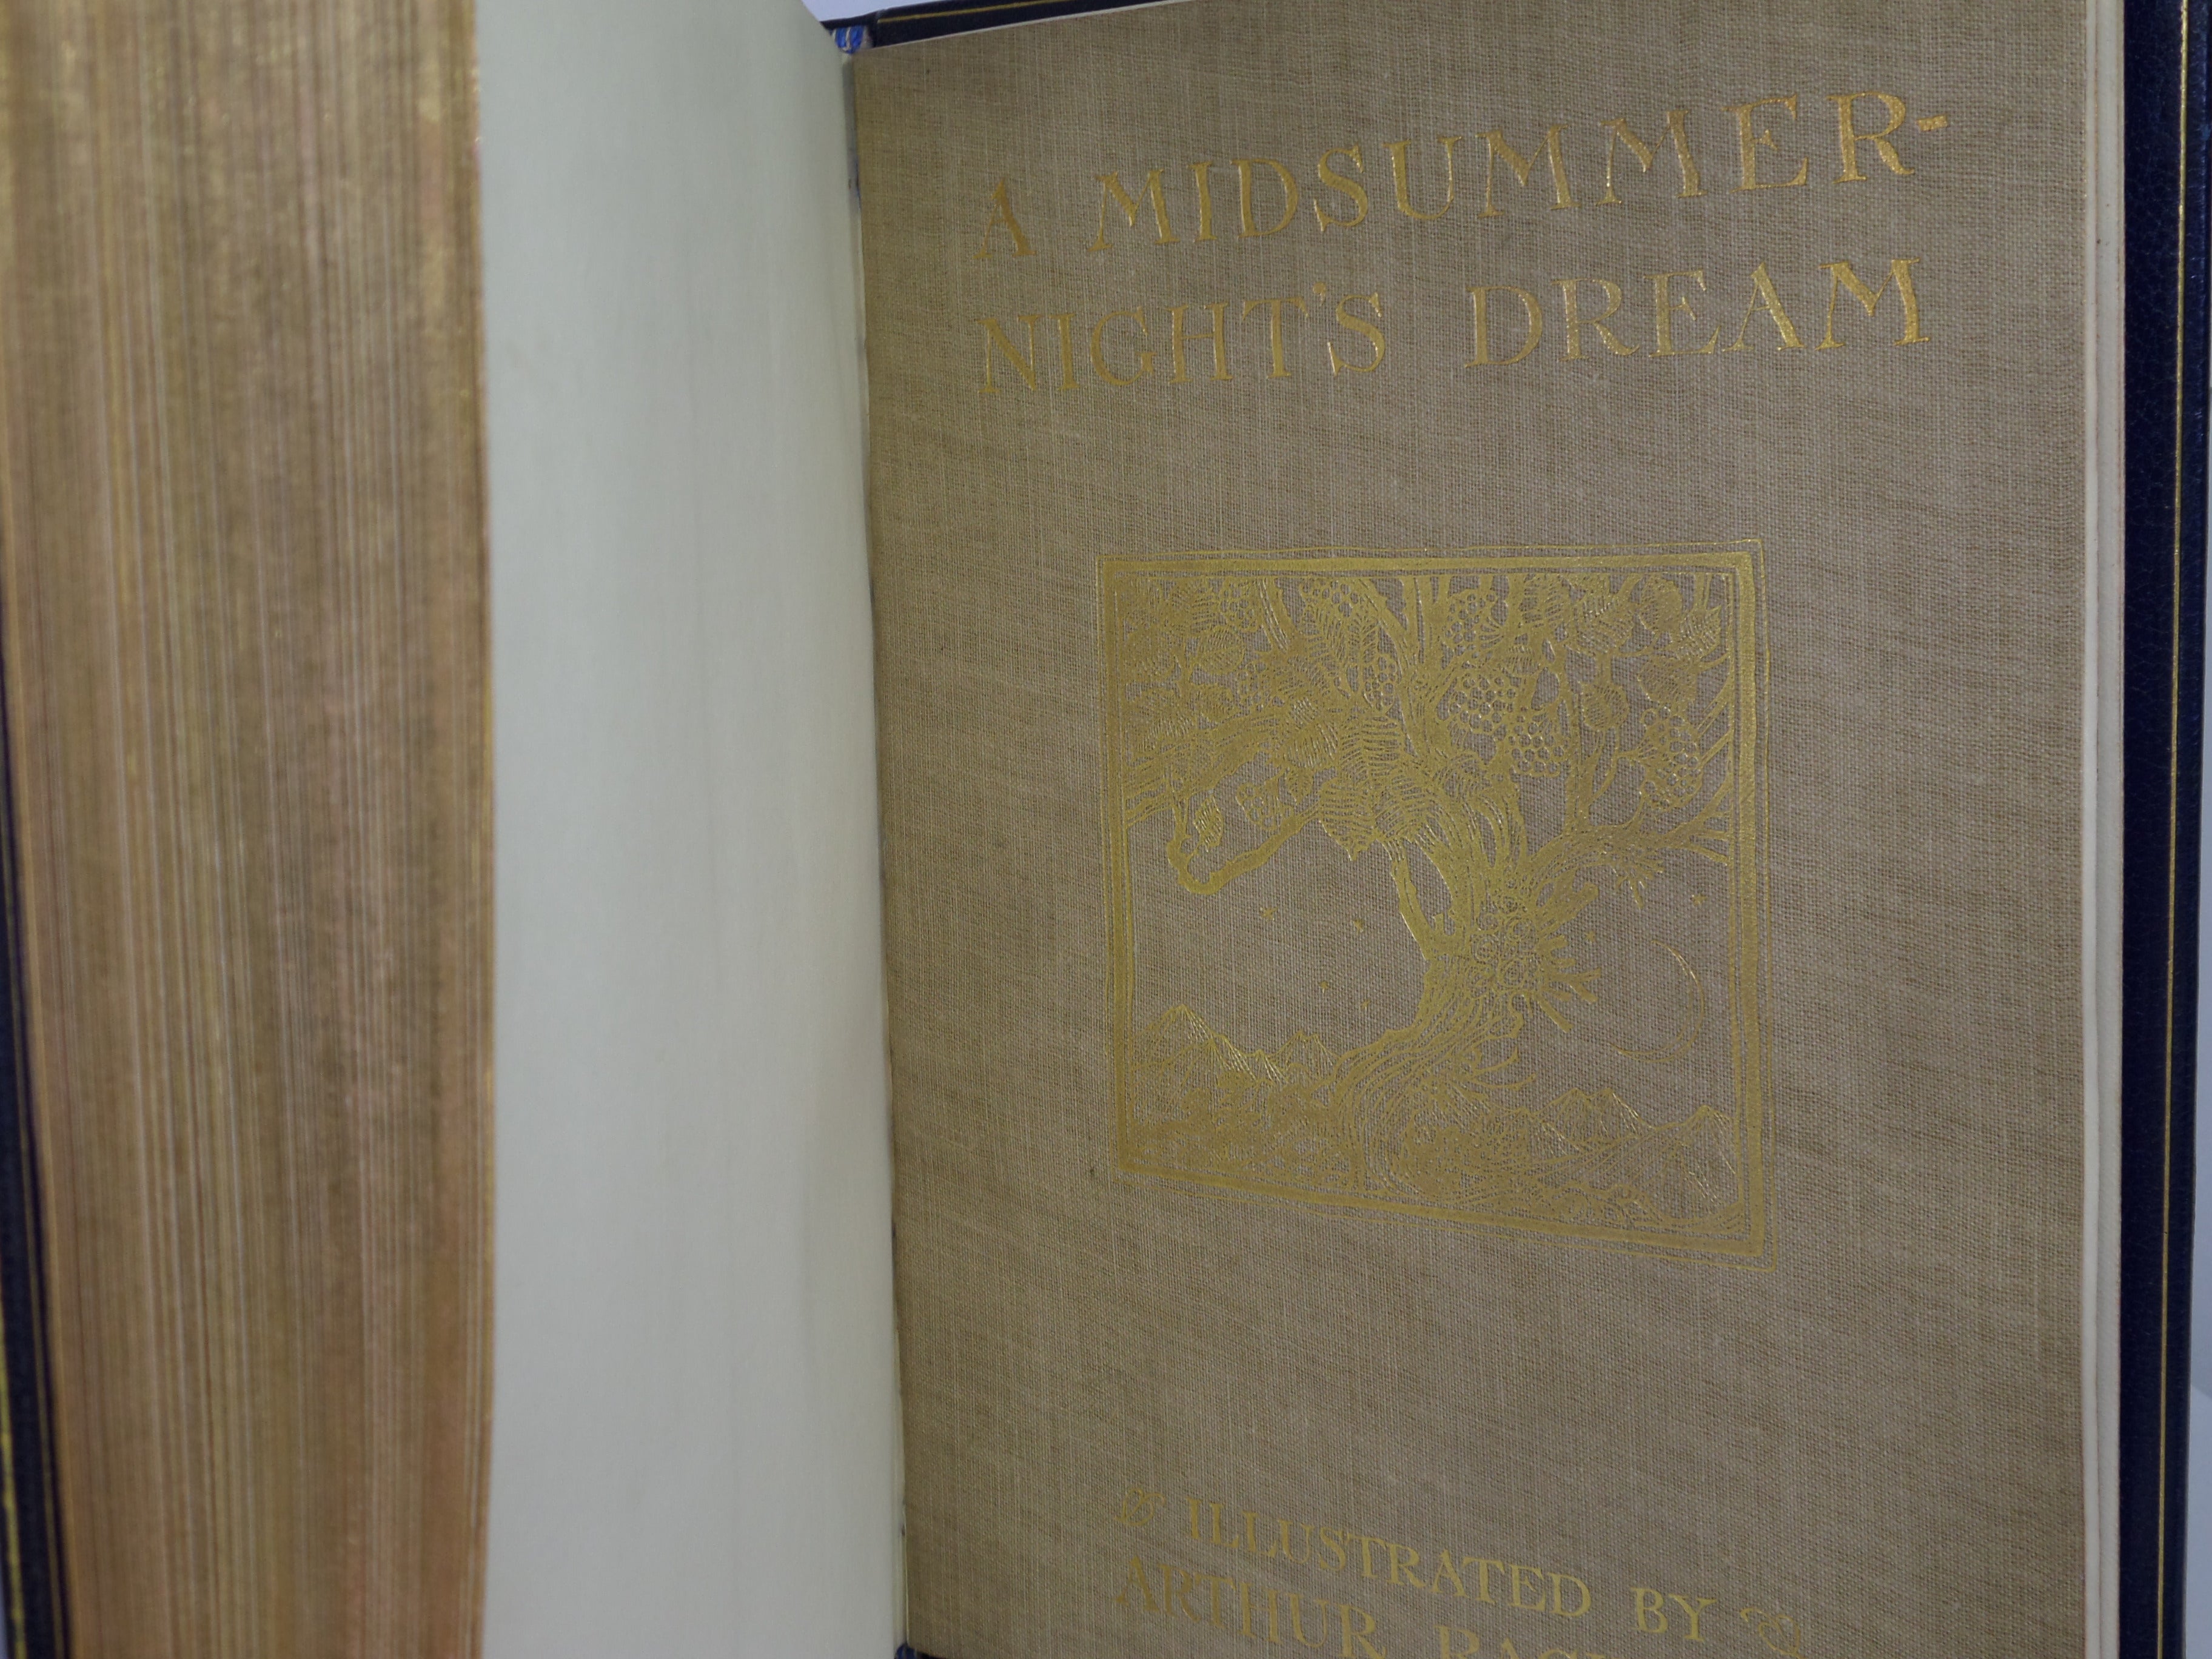 A MIDSUMMER-
NIGHT'S DREAM
ILLUSTRATED BY
ARTHUR